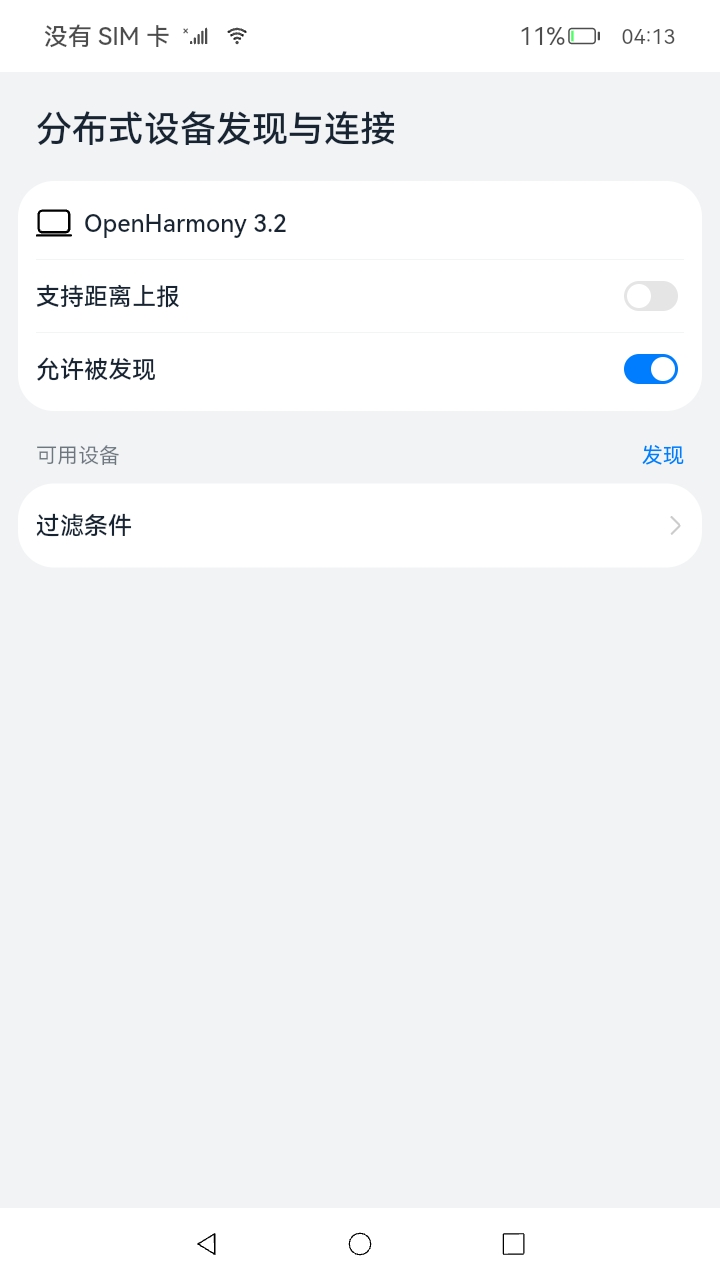 没有 SIM 卡
11%
04:13
分布式设备发现与连接
OpenHarmony 3.2
支持距离上报
允许被发现
可用设备
发现
过滤条件